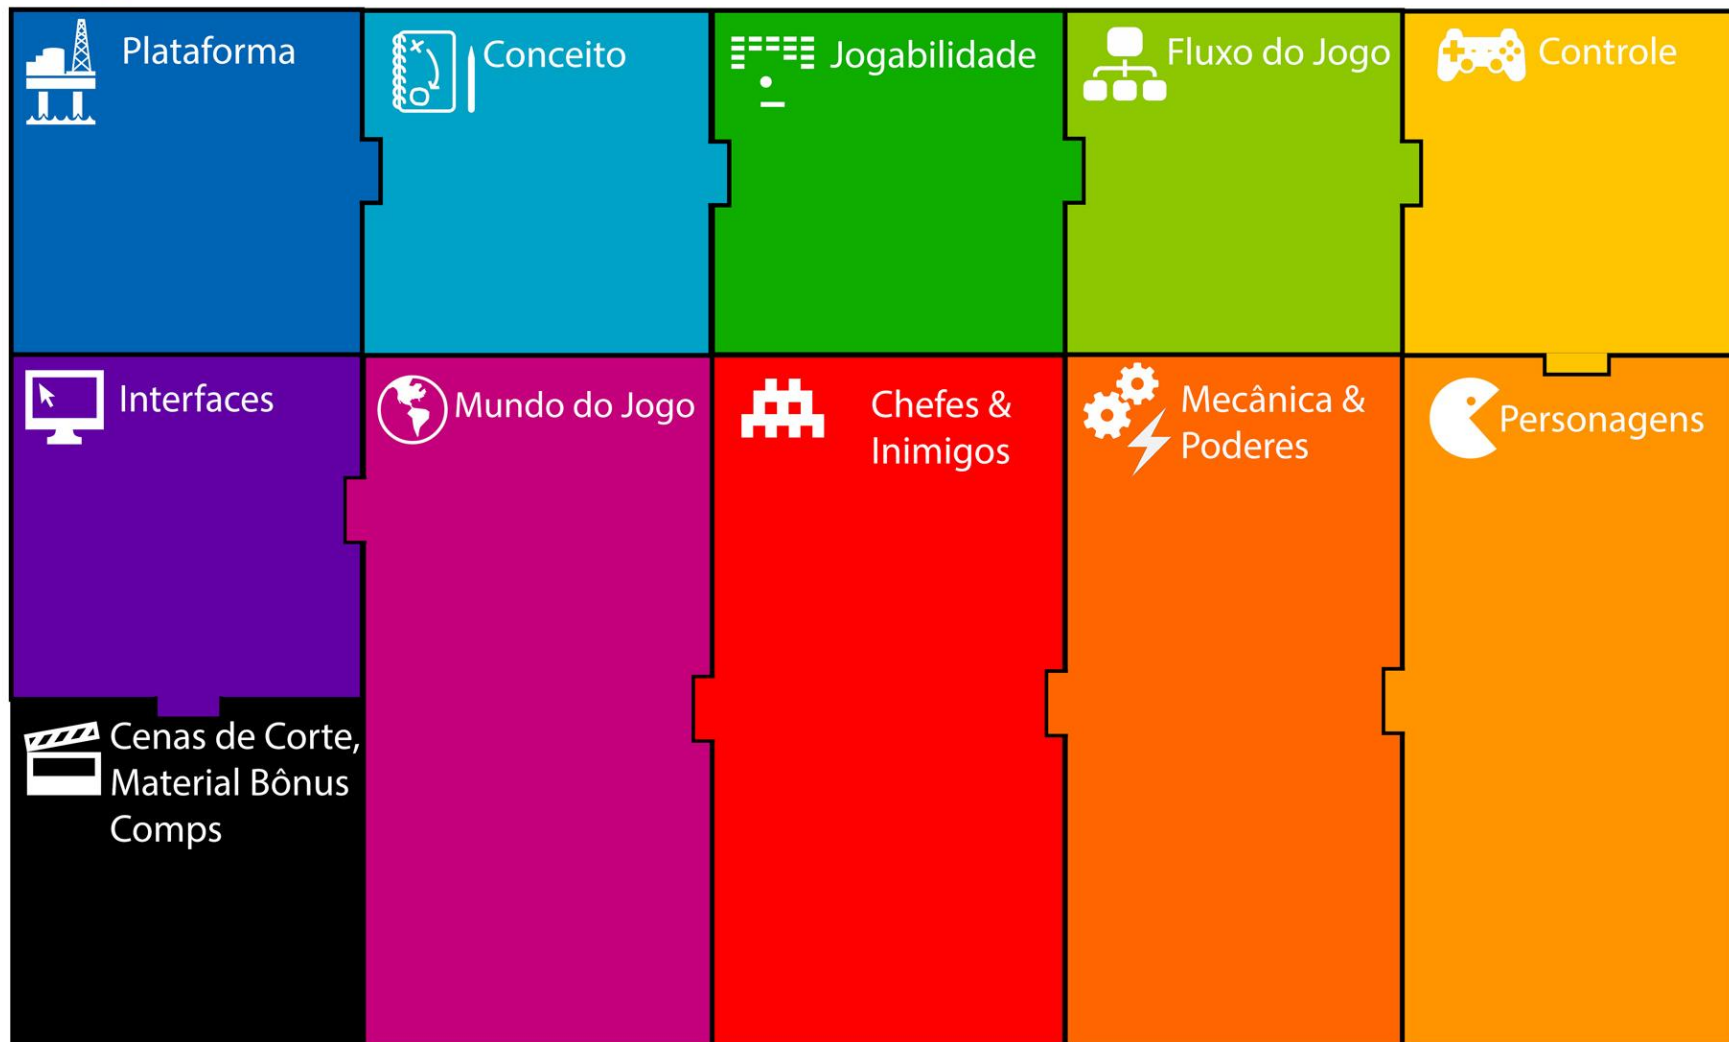 Plataforma
Conceito
Jogabilidade
Fluxo do Jogo
Controle
Interfaces
Mundo do Jogo
Chefes &
Inimigos
Mecânica &
Poderes
Personagens
Cenas de Corte,
Material Bônus
Comps